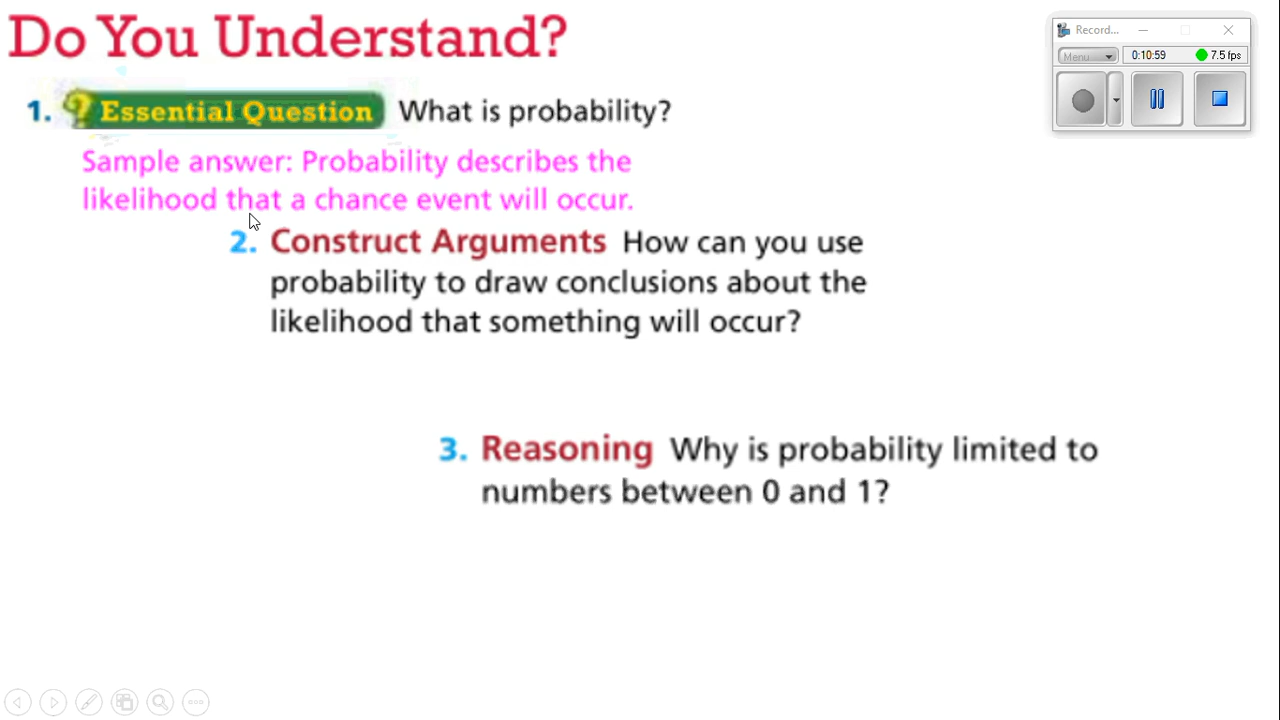 Do You Understand?
1. ? Essential Question What is probability?
Sample answer: Probability describes the
likelihood that a chance event will occur.
2. Construct Arguments How can you use
probability to draw conclusions about the
likelihood that something will occur?
3. Reasoning Why is probability limited to
numbers between 0 and 1?
Record...
Menu 0:10:59 7.5 fps